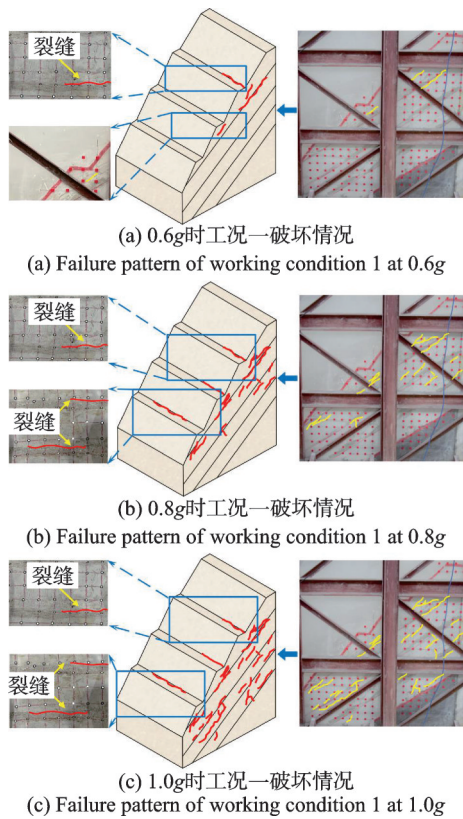 裂缝
(a) 0.6g时工况一破坏情况
(a) Failure pattern of working condition 1 at 0.6g
裂缝
裂缝
(b) 0.8g时工况一破坏情况
(b) Failure pattern of working condition 1 at 0.8g
裂缝
裂缝
(c) 1.0g时工况一破坏情况
(c) Failure pattern of working condition 1 at 1.0g